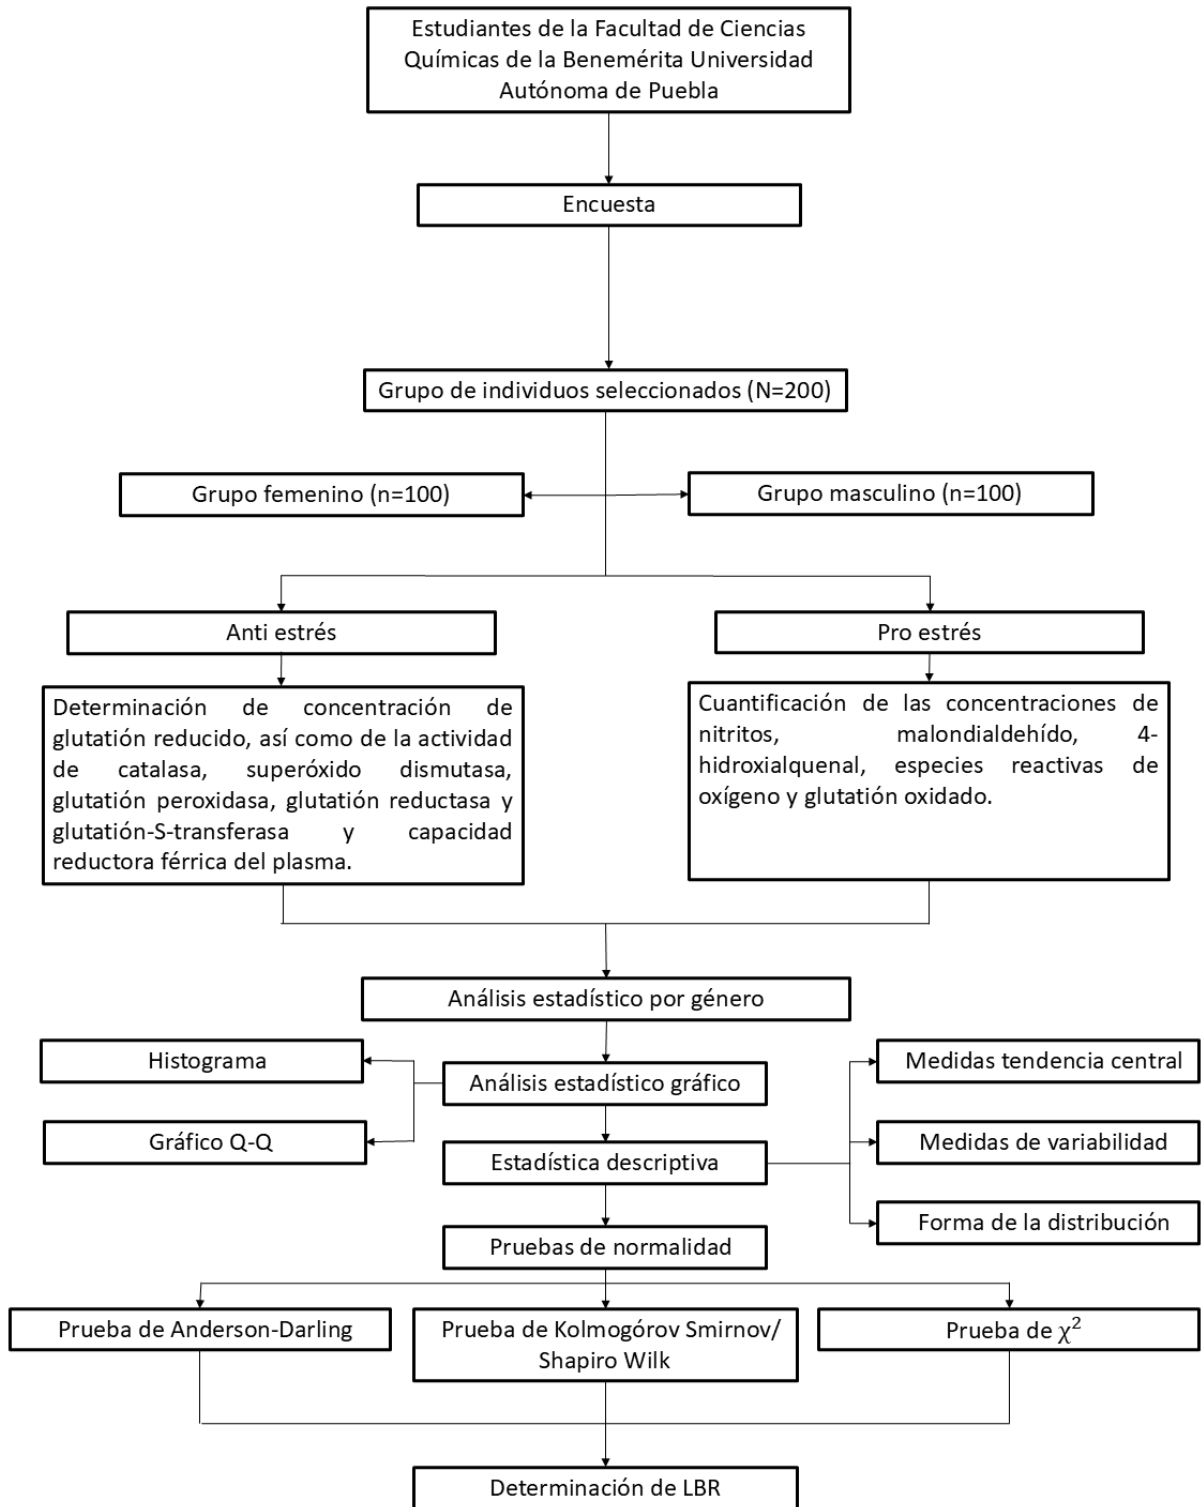 Estudiantes de la Facultad de Ciencias
Químicas de la Benemérita Universidad
Autónoma de Puebla
Encuesta
Grupo de individuos seleccionados (N=200)
Grupo femenino (n=100)
Grupo masculino (n=100)
Anti estrés
Pro estrés
Determinación de concentración de
glutatión reducido, así como de la actividad
de catalasa, superóxido dismutasa,
glutatión peroxidasa, glutatión reductasa y
glutatión-S-transferasa y capacidad
reductora férrica del plasma.
Cuantificación de las concentraciones de
nitritos, malondialdehído, 4-
hidroxialquenal, especies reactivas de
oxígeno y glutatión oxidado.
Análisis estadístico por género
Histograma
Análisis estadístico gráfico
Medidas tendencia central
Gráfico Q-Q
Estadística descriptiva
Medidas de variabilidad
Forma de la distribución
Pruebas de normalidad
Prueba de Anderson-Darling
Prueba de Kolmogórov Smirnov/
Shapiro Wilk
Prueba de χ²
Determinación de LBR